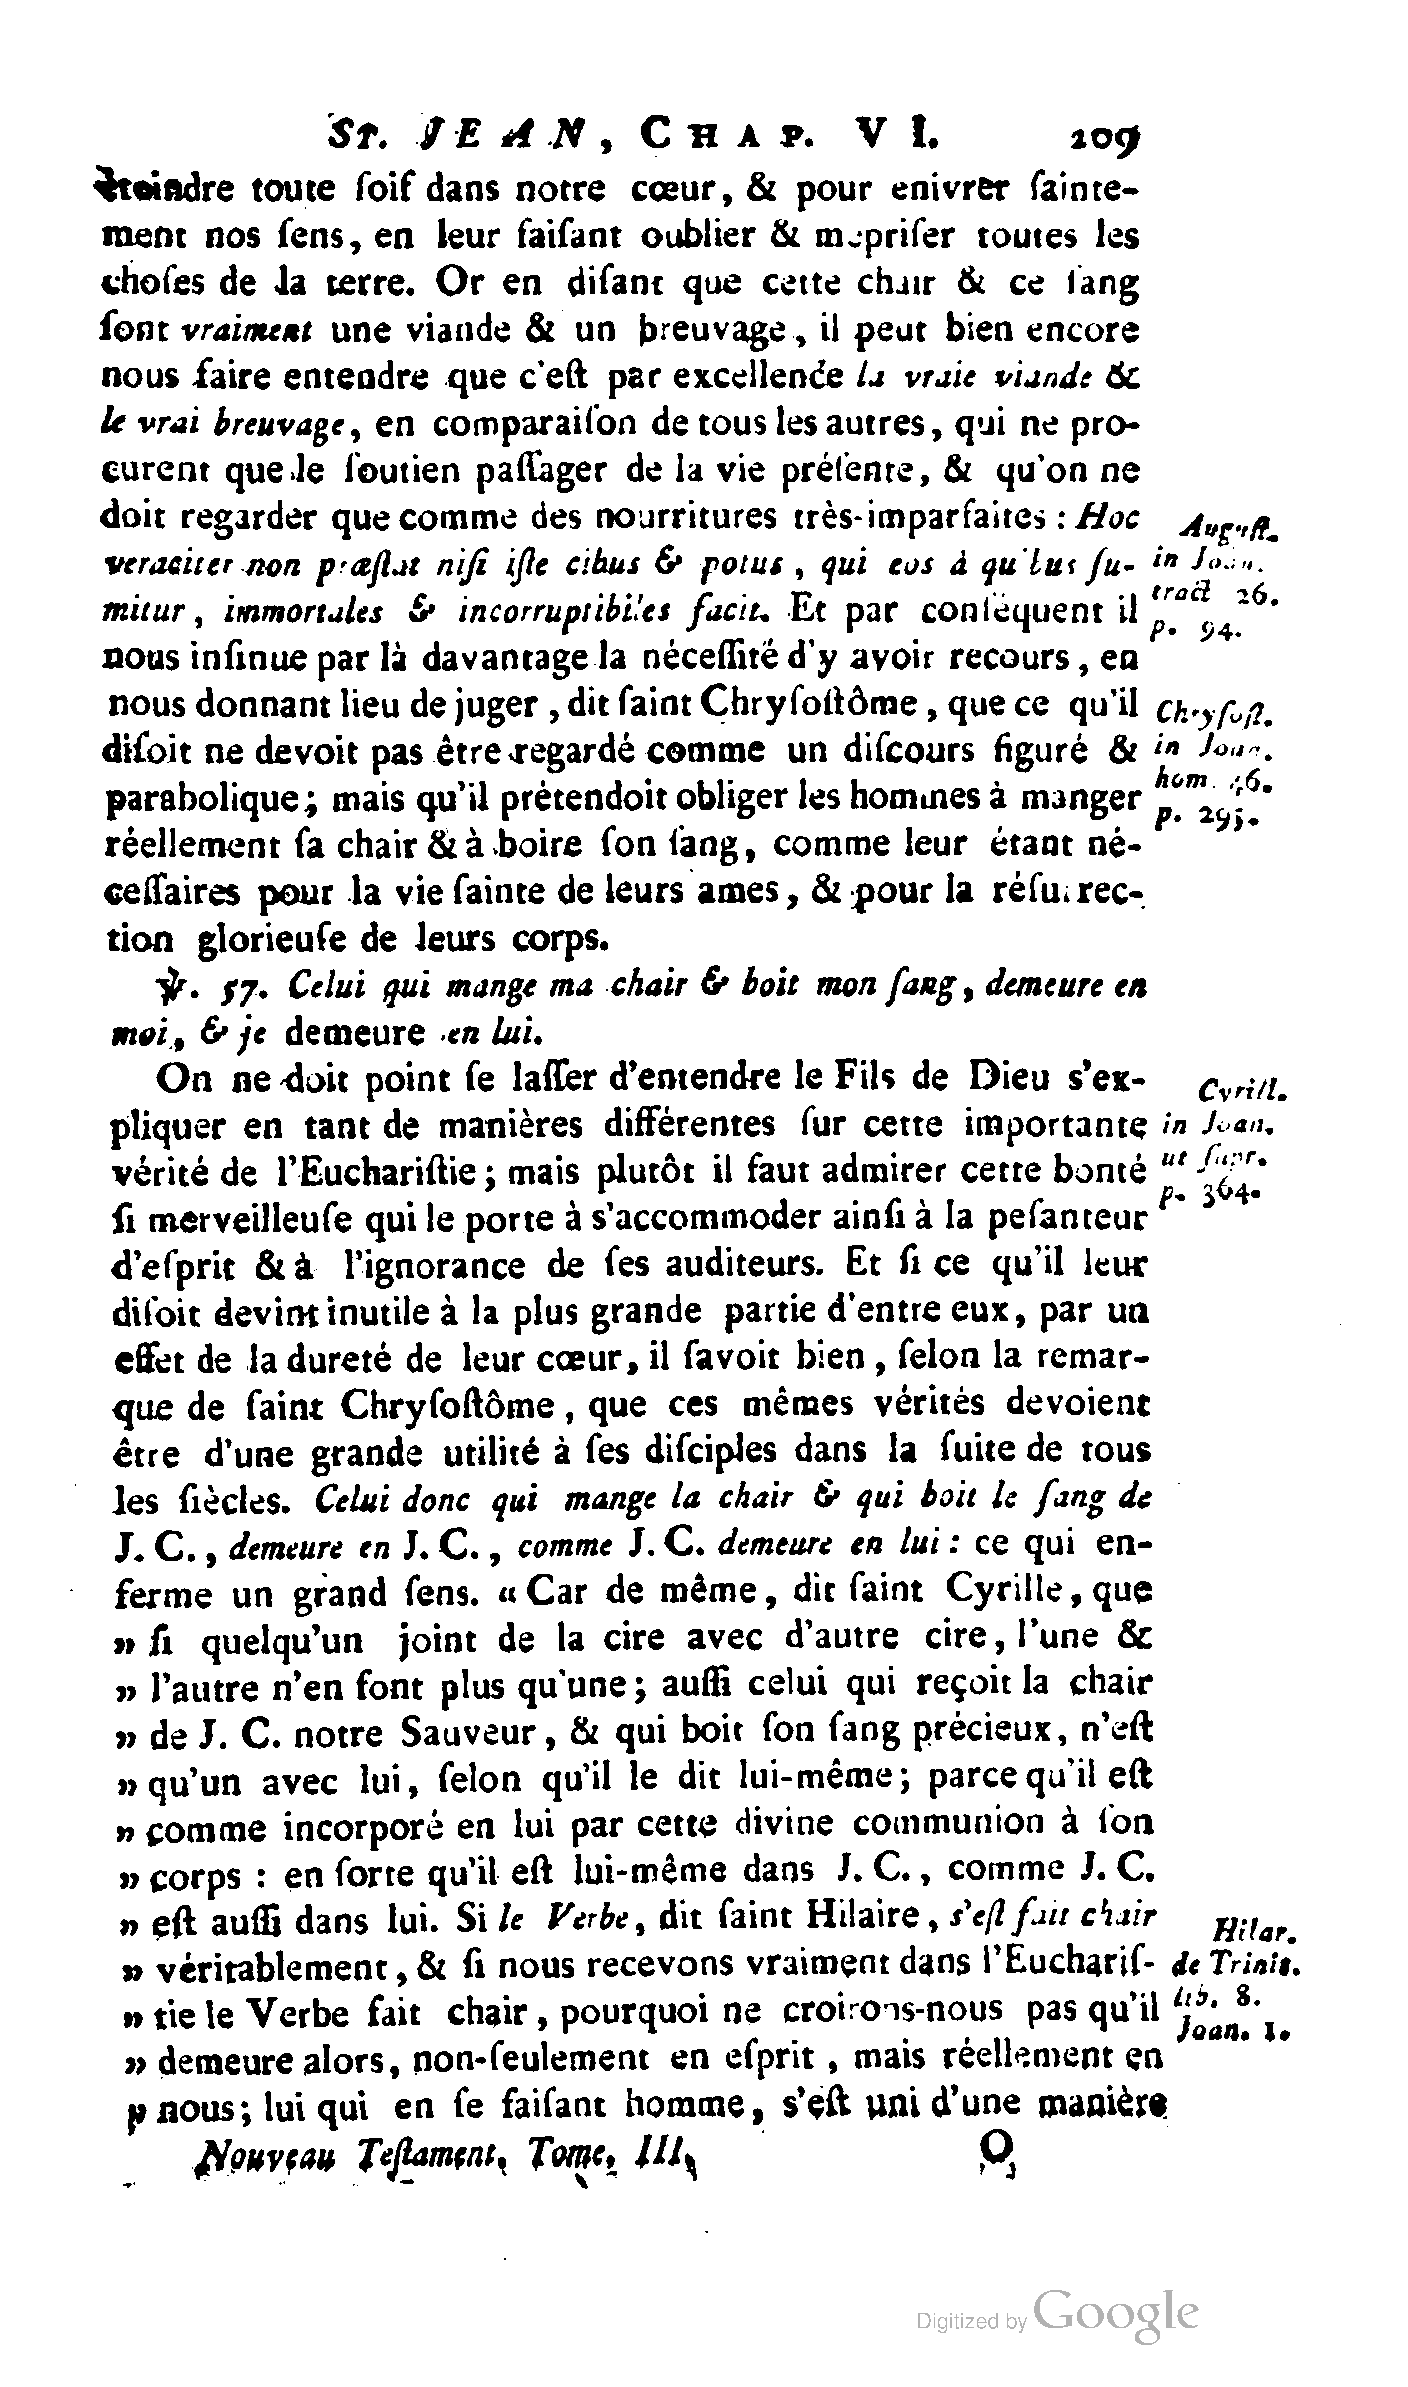 St. JEAN, CHAP. VI. 209
éteindre toute ſoif dans notre cœur, & pour enivrer ſainte-
ment nos ſens, en leur faiſant oublier & mépriſer toutes les
choſes de la terre. Or en diſant que cette chair & ce ſang
ſont vraiment une viande & un breuvage, il peut bien encore
nous faire entendre que c'eſt par excellence la vraie viande &
le vrai breuvage, en comparaiſon de tous les autres, qui ne pro-
curent que le ſoutien paſſager de la vie préſente, & qu'on ne
doit regarder que comme des nourritures très-imparfaites : Hoc
Auguſt.
veraciter non præſtat niſi iſte cibus & potus, qui eos à quibus ſu-
in Joan.
mitur, immortales & incorruptibiles facit. Et par conſéquent il
tract 26.
p. 94.
nous inſinue par là davantage la néceſſité d'y avoir recours, en
nous donnant lieu de juger, dit ſaint Chryſoſtôme, que ce qu'il
Chryſoſt.
diſoit ne devoit pas être regardé comme un diſcours figuré &
in Joan.
parabolique; mais qu'il prétendoit obliger les hommes à manger
hom. 46.
p. 295.
réellement ſa chair & à boire ſon ſang, comme leur étant né-
ceſſaires pour la vie ſainte de leurs ames, & pour la réſurrec-
tion glorieuſe de leurs corps.
℣. 57. Celui qui mange ma chair & boit mon ſang, demeure en
moi, & je demeure en lui.
On ne doit point ſe laſſer d'entendre le Fils de Dieu s'ex-
Cyrill.
pliquer en tant de manières différentes ſur cette importante
in Joan.
vérité de l'Euchariſtie; mais plutôt il faut admirer cette bonté
ut ſupr.
p. 364.
ſi merveilleuſe qui le porte à s'accommoder ainſi à la peſanteur
d'eſprit & à l'ignorance de ſes auditeurs. Et ſi ce qu'il leur
diſoit devint inutile à la plus grande partie d'entre eux, par un
effet de la dureté de leur cœur, il ſavoit bien, ſelon la remar-
que de ſaint Chryſoſtôme, que ces mêmes vérités devoient
être d'une grande utilité à ſes diſciples dans la ſuite de tous
les ſiècles. Celui donc qui mange la chair & qui boit le ſang de
J. C., demeure en J. C., comme J. C. demeure en lui : ce qui en-
ferme un grand ſens. “ Car de même, dit ſaint Cyrille, que
” ſi quelqu'un joint de la cire avec d'autre cire, l'une &
” l'autre n'en font plus qu'une; auſſi celui qui reçoit la chair
” de J. C. notre Sauveur, & qui boit ſon ſang précieux, n'eſt
” qu'un avec lui, ſelon qu'il le dit lui-même; parce qu'il eſt
” comme incorporé en lui par cette divine communion à ſon
” corps : en ſorte qu'il eſt lui-même dans J. C., comme J. C.
” eſt auſſi dans lui. Si le Verbe, dit ſaint Hilaire, s'eſt fait chair
Hilar.
” véritablement, & ſi nous recevons vraiment dans l'Euchariſ-
de Trinit.
” tie le Verbe fait chair, pourquoi ne croirons-nous pas qu'il
lib. 8.
Joan. 1.
” demeure alors, non-ſeulement en eſprit, mais réellement en
” nous; lui qui en ſe faiſant homme, s'eſt uni d'une manière
Nouveau Teſtament, Tome III, O
Digitized by Google